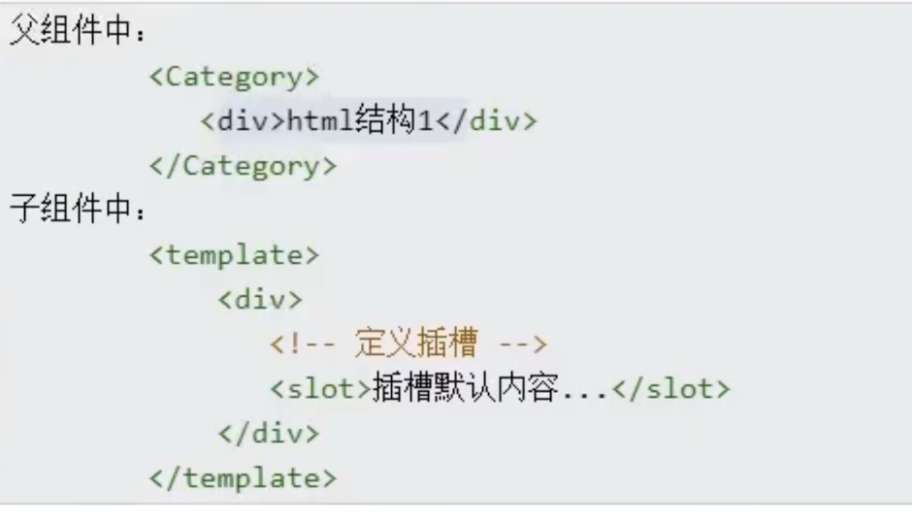 父组件中：
<Category>
<div>html结构1</div>
</Category>
子组件中：
<template>
<div>
<!-- 定义插槽 -->
<slot>插槽默认内容...</slot>
</div>
</template>